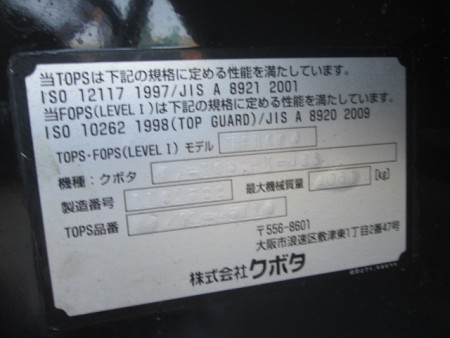 当TOPSは下記の規格に定める性能を満たしています。
ISO 12117 1997/JIS A 8921 2001
当FOPS(LEVEL I)は下記の規格に定める性能を満たしています。
ISO 10262 1998(TOP GUARD)/JIS A 8920 2009
TOPS・FOPS(LEVEL I) モデル
機種：クボタ
製造番号 最大機械質量 [kg]
TOPS品番
〒556-8601
大阪市浪速区敷津東1丁目2番47号
株式会社クボタ